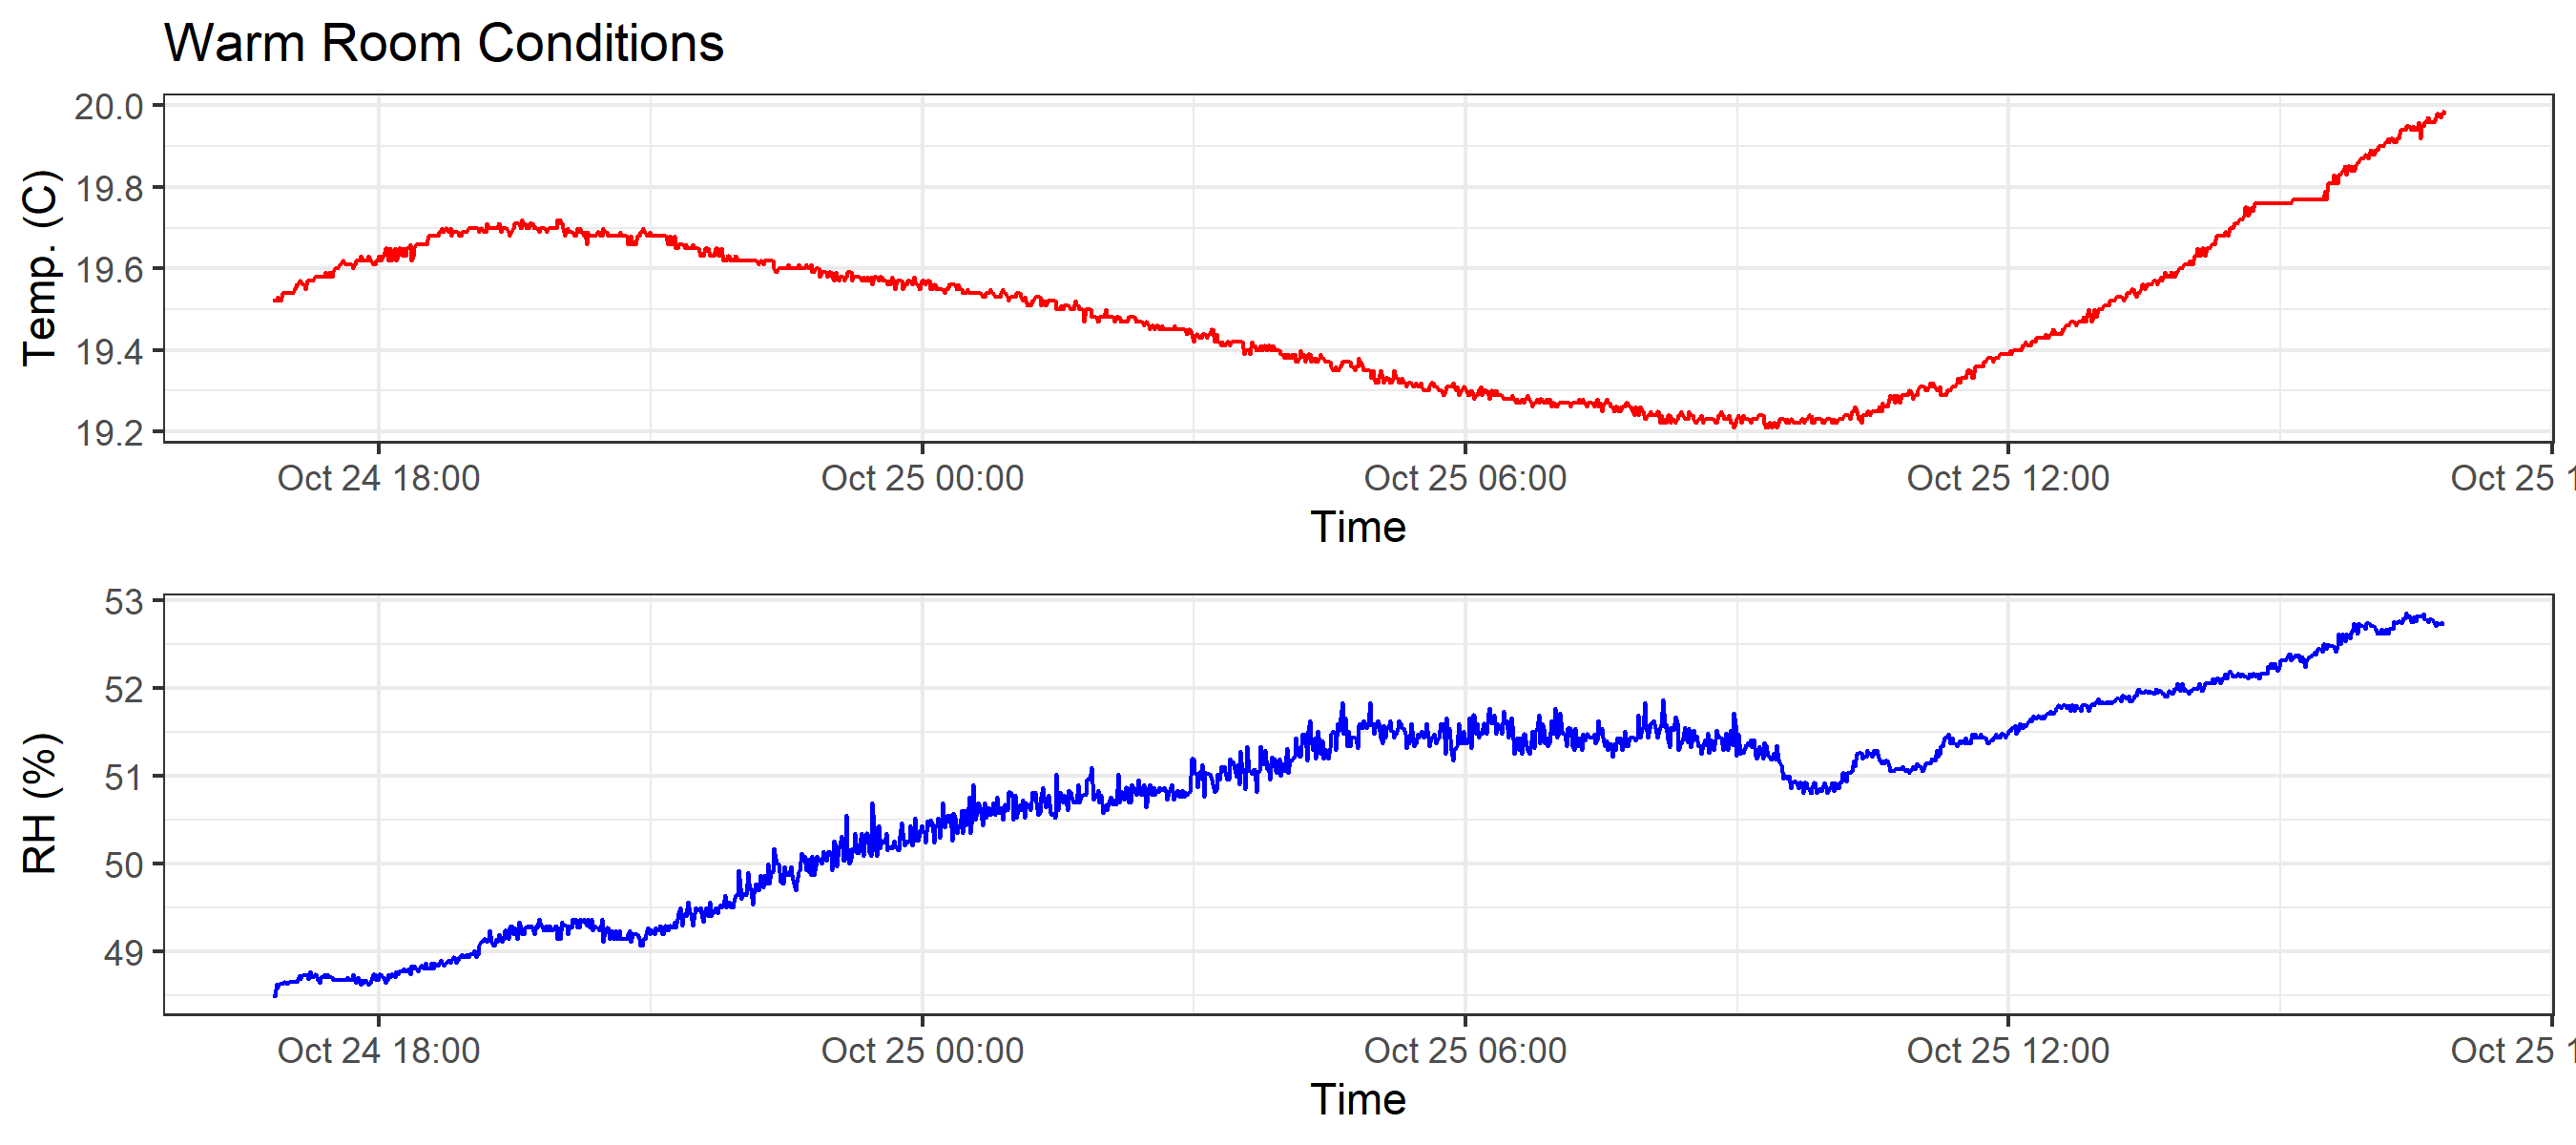 Warm Room Conditions
Temp. (C)
20.0
19.8
19.6
19.4
19.2
Oct 24 18:00 Oct 25 00:00 Oct 25 06:00 Oct 25 12:00 Oct 25 1
Time
RH (%)
53
52
51
50
49
Oct 24 18:00 Oct 25 00:00 Oct 25 06:00 Oct 25 12:00 Oct 25 1
Time